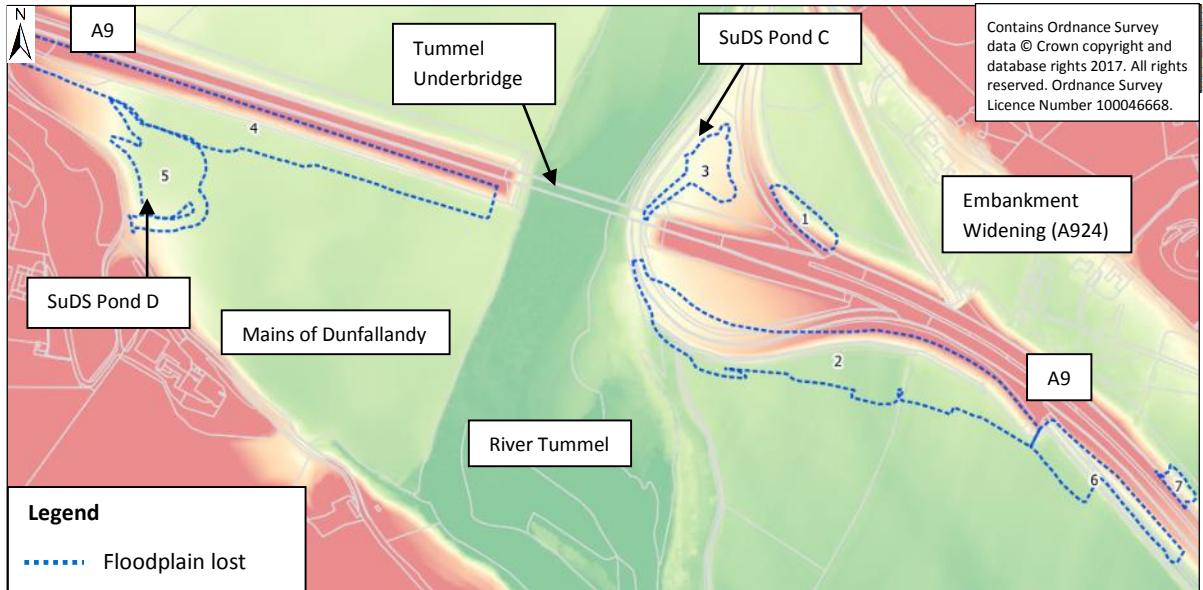 N
A9
Tummel
Underbridge
SuDS Pond C
Contains Ordnance Survey
data © Crown copyright and
database rights 2017. All rights
reserved. Ordnance Survey
Licence Number 100046668.
4
5
3
1
Embankment
Widening (A924)
SuDS Pond D
Mains of Dunfallandy
2
A9
River Tummel
6
7
Legend
Floodplain lost